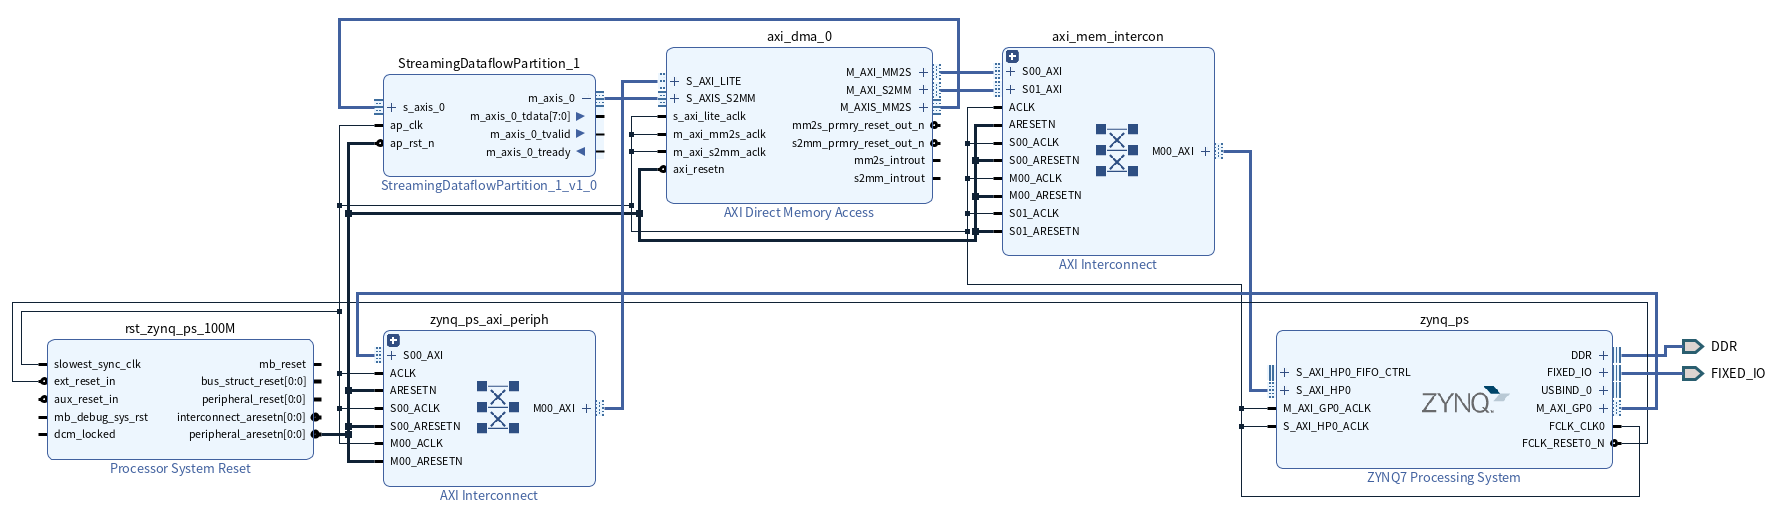 StreamingDataflowPartition_1
s_axis_0
ap_clk
ap_rst_n
m_axis_0
m_axis_0_tdata[7:0]
m_axis_0_tvalid
m_axis_0_tready
StreamingDataflowPartition_1_v1_0
axi_dma_0
S_AXI_LITE
S_AXIS_S2MM
s_axi_lite_aclk
m_axi_mm2s_aclk
m_axi_s2mm_aclk
axi_resetn
M_AXI_MM2S
M_AXI_S2MM
M_AXIS_MM2S
mm2s_prmry_reset_out_n
s2mm_prmry_reset_out_n
mm2s_introut
s2mm_introut
AXI Direct Memory Access
axi_mem_intercon
S00_AXI
S01_AXI
ACLK
ARESETN
S00_ACLK
S00_ARESETN
M00_ACLK
M00_ARESETN
S01_ACLK
S01_ARESETN
M00_AXI
AXI Interconnect
rst_zynq_ps_100M
slowest_sync_clk
ext_reset_in
aux_reset_in
mb_debug_sys_rst
dcm_locked
mb_reset
bus_struct_reset[0:0]
peripheral_reset[0:0]
interconnect_aresetn[0:0]
peripheral_aresetn[0:0]
Processor System Reset
zynq_ps_axi_periph
S00_AXI
ACLK
ARESETN
S00_ACLK
S00_ARESETN
M00_ACLK
M00_ARESETN
M00_AXI
AXI Interconnect
zynq_ps
S_AXI_HP0_FIFO_CTRL
S_AXI_HP0
M_AXI_GP0_ACLK
S_AXI_HP0_ACLK
ZYNQ
DDR
FIXED_IO
USBIND_0
M_AXI_GP0
FCLK_CLK0
FCLK_RESET0_N
ZYNQ7 Processing System
DDR
FIXED_IO